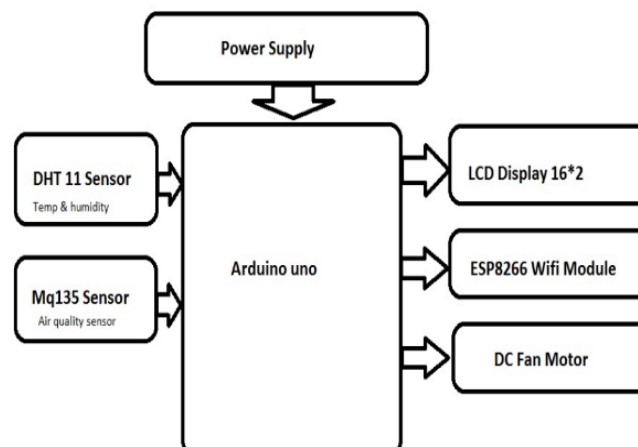 Power Supply
DHT 11 Sensor
Temp & humidity
Mq135 Sensor
Air quality sensor
Arduino uno
LCD Display 16*2
ESP8266 Wifi Module
DC Fan Motor